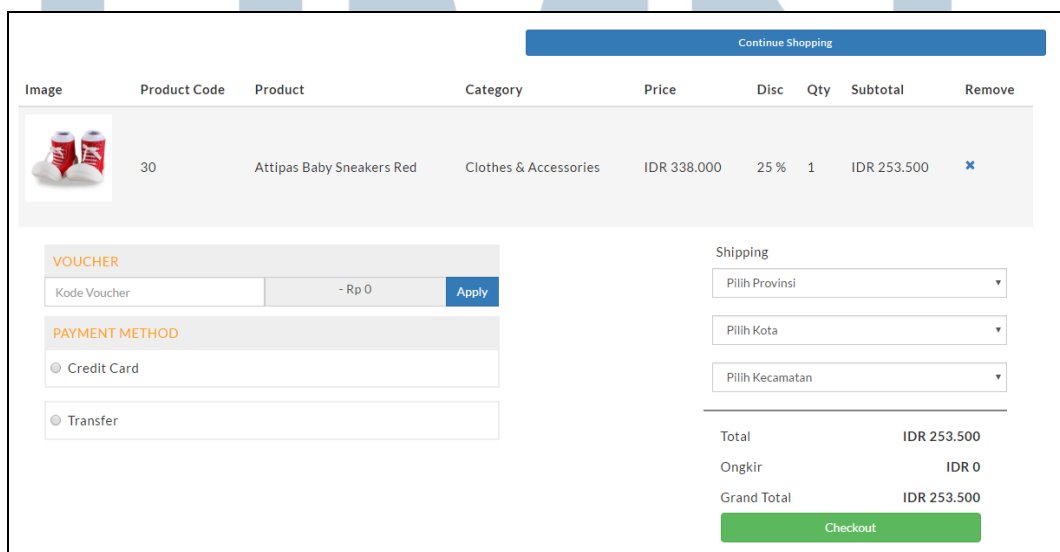 Continue Shopping
Image Product Code Product Category Price Disc Qty Subtotal Remove
30 Attipas Baby Sneakers Red Clothes & Accessories IDR 338.000 25 % 1 IDR 253.500
VOUCHER
Kode Voucher - Rp 0 Apply
PAYMENT METHOD
Credit Card
Transfer
Shipping
Pilih Provinsi
Pilih Kota
Pilih Kecamatan
Total IDR 253.500
Ongkir IDR 0
Grand Total IDR 253.500
Checkout